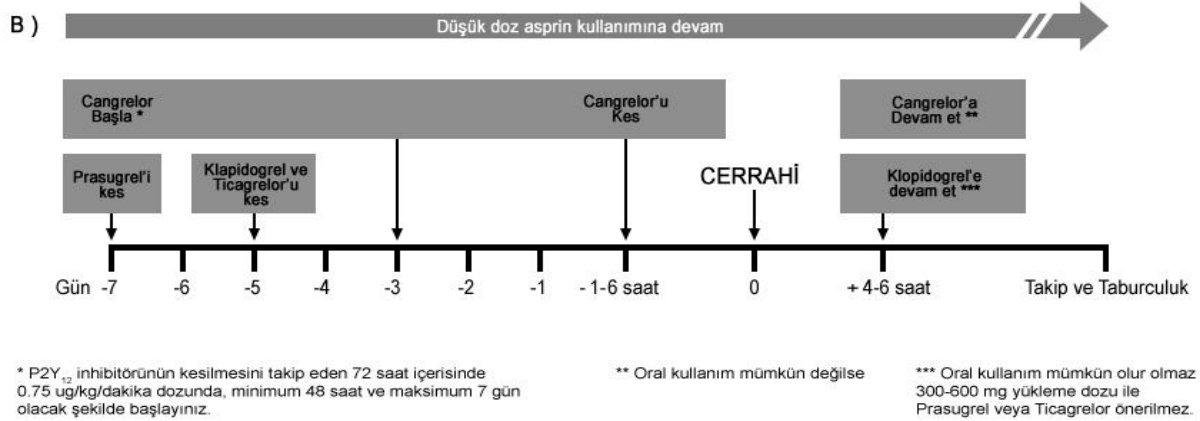 B )
Düşük doz asprin kullanımına devam
Cangrelor
Başla *
Cangrelor'u
Kes
Cangrelor'a
Devam et **
Prasugrel'i
kes
Klapidogrel ve
Ticagrelor'u
kes
CERRAHİ
Klopidogrel'e
devam et ***
Gün -7 -6 -5 -4 -3 -2 -1 - 1-6 saat 0 + 4-6 saat Takip ve Taburculuk
* P2Y₁₂ inhibitörünün kesilmesini takip eden 72 saat içerisinde
0.75 ug/kg/dakika dozunda, minimum 48 saat ve maksimum 7 gün
olacak şekilde başlayınız.
** Oral kullanım mümkün değilse
*** Oral kullanım mümkün olur olmaz
300-600 mg yükleme dozu ile
Prasugrel veya Ticagrelor önerilmez.